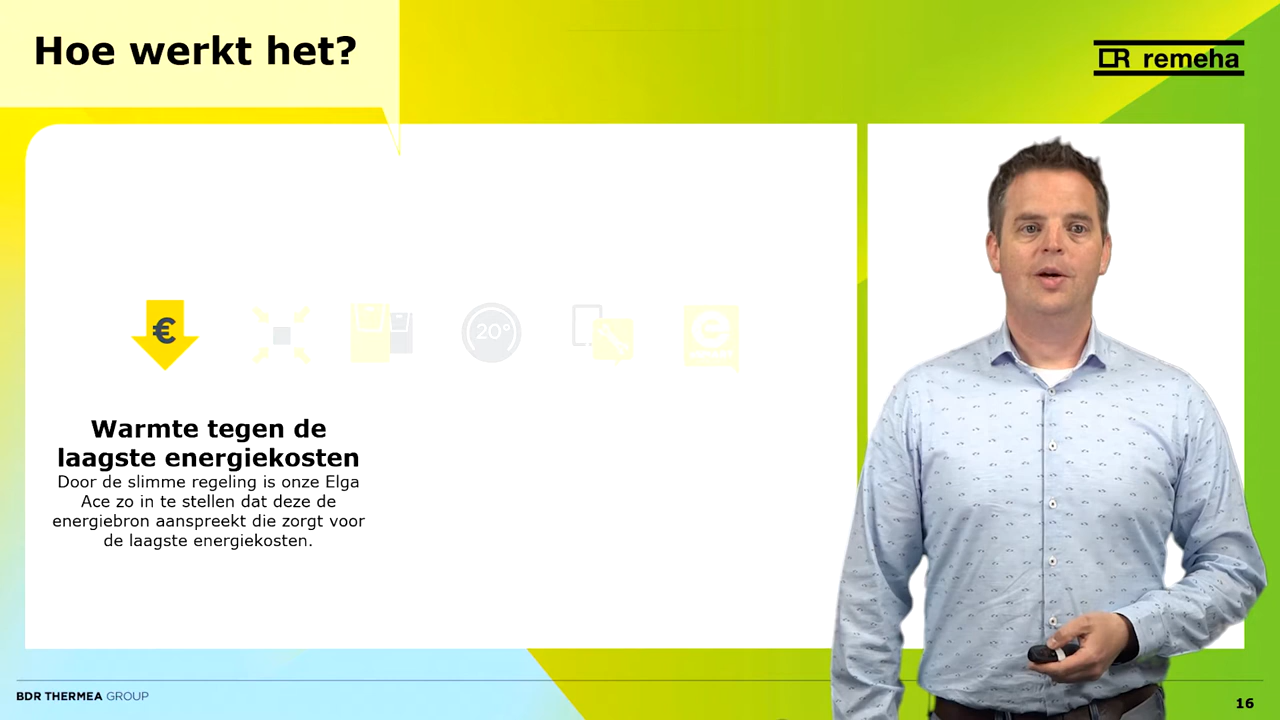 Hoe werkt het?
remeha
€
20°
e
Warmte tegen de
laagste energiekosten
Door de slimme regeling is onze Elga
Ace zo in te stellen dat deze de
energiebron aanspreekt die zorgt voor
de laagste energiekosten.
BDR THERMEA GROUP
16